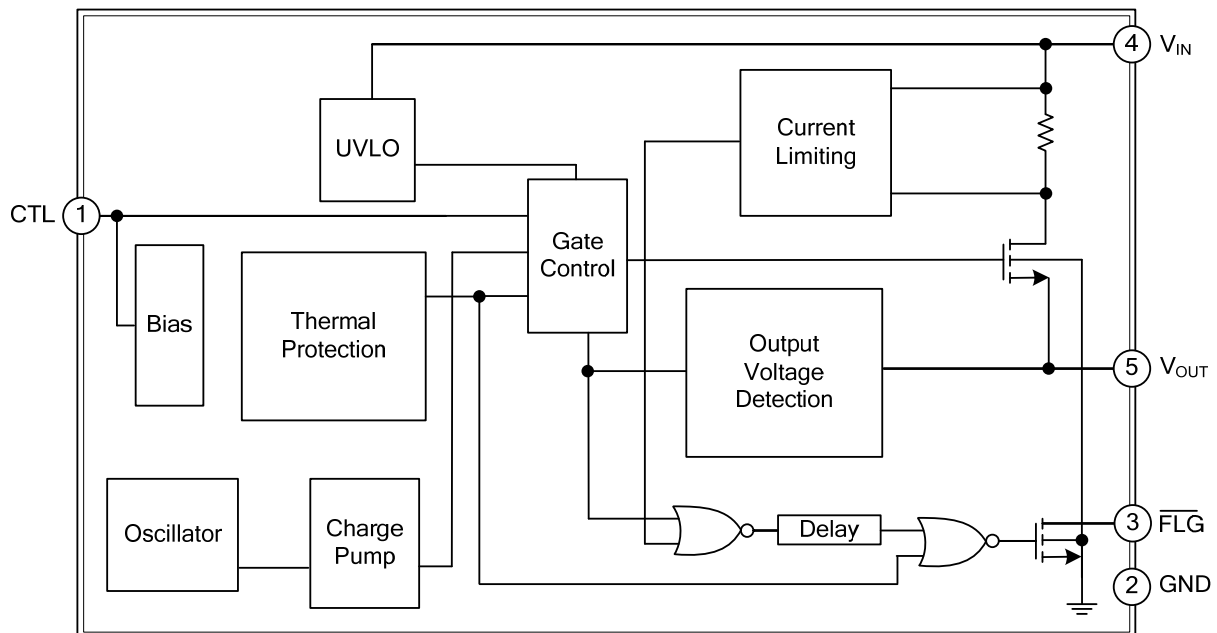 4 VIN
UVLO
Current
Limiting
CTL 1
Gate
Control
Bias
Thermal
Protection
Output
Voltage
Detection
5 VOUT
Oscillator
Charge
Pump
Delay
3 FLG
2 GND